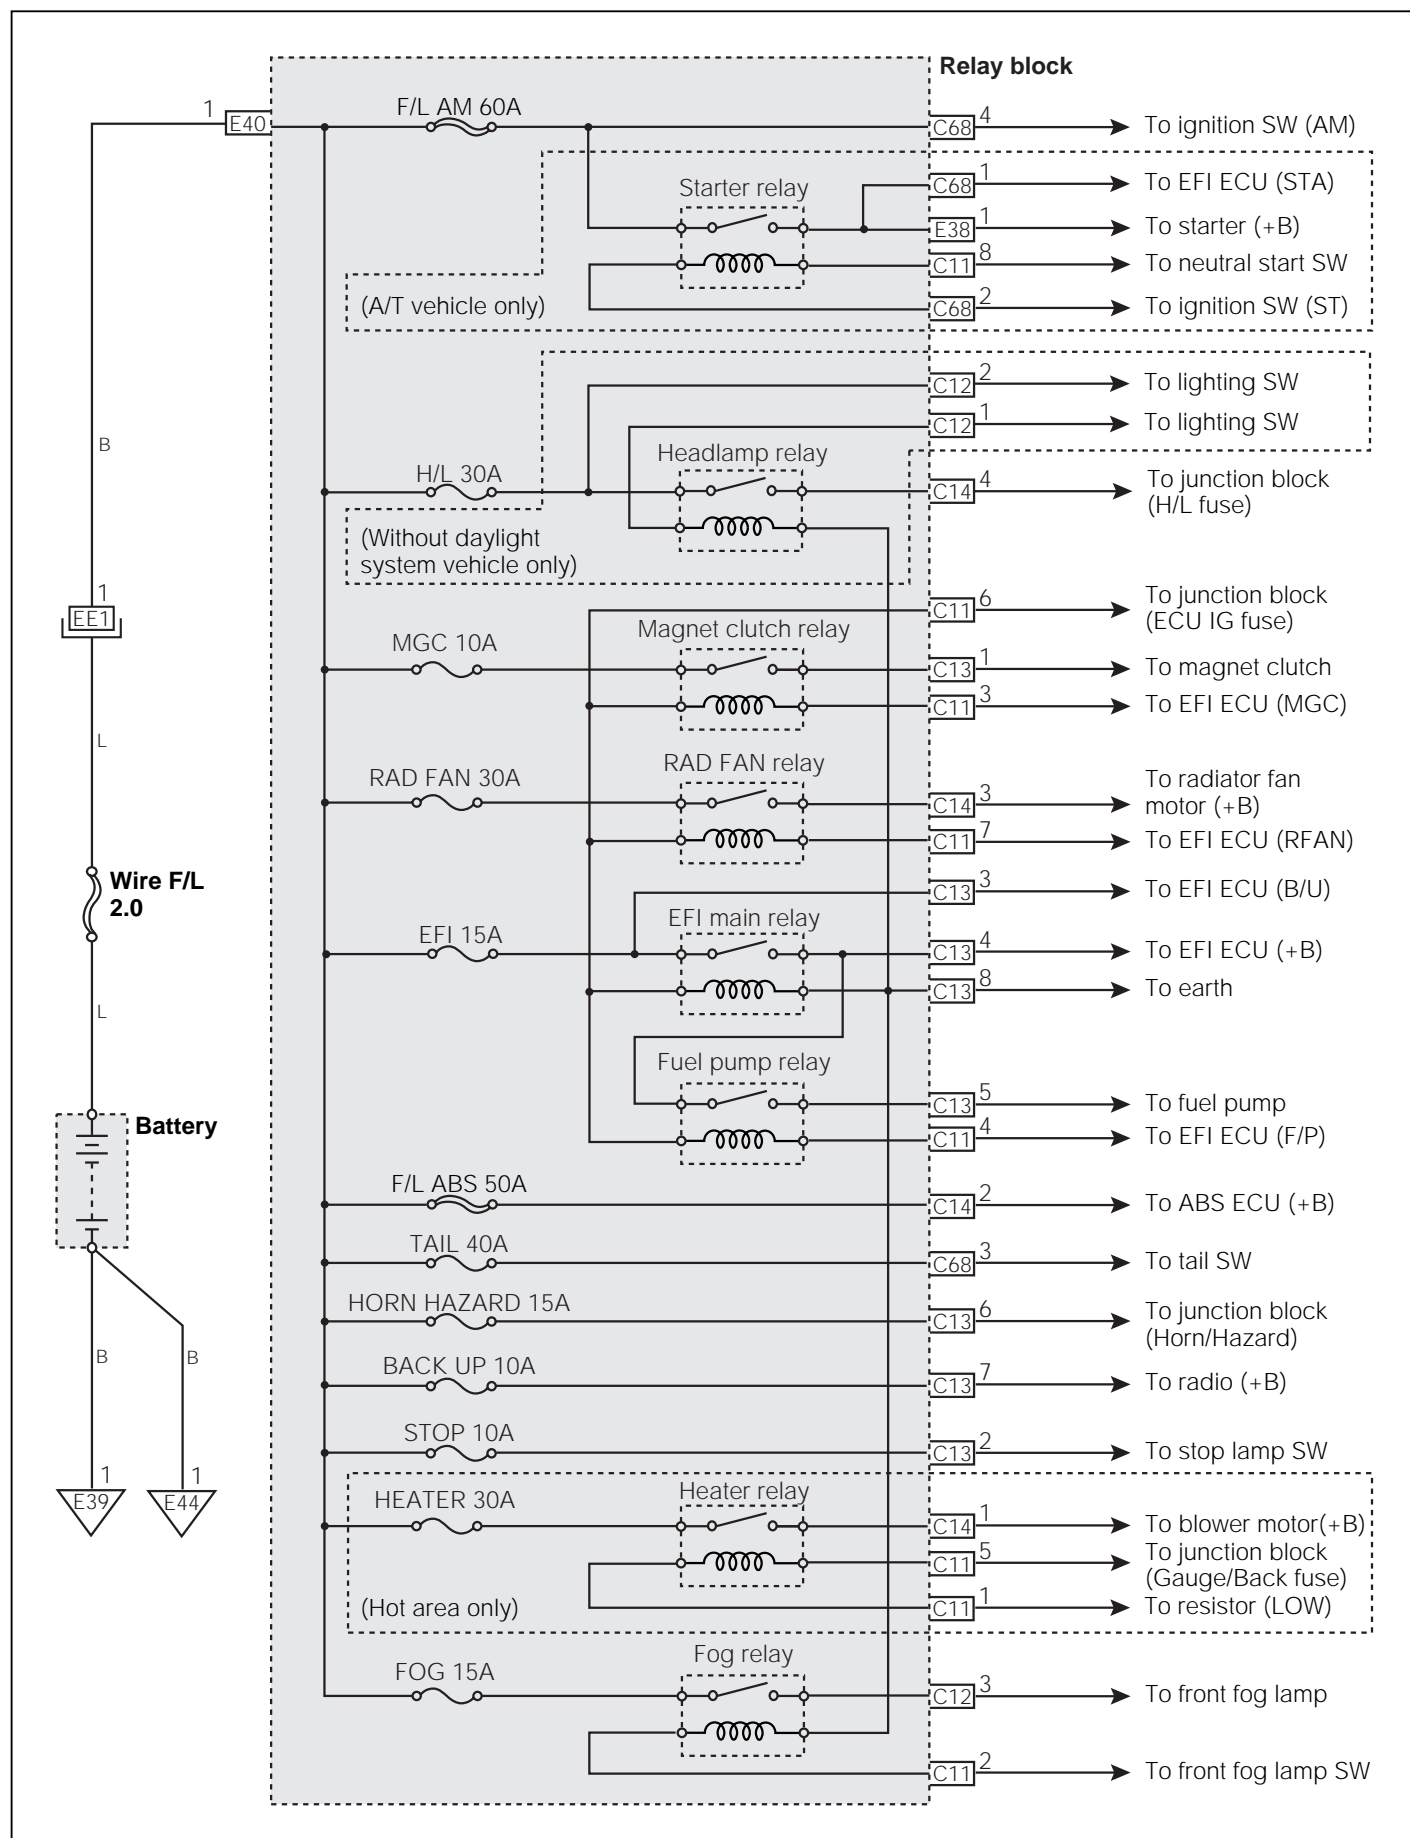 Relay block
F/L AM 60A
1
E40
C68
4
To ignition SW (AM)
Starter relay
C68
1
To EFI ECU (STA)
E38
1
To starter (+B)
C11
8
To neutral start SW
(A/T vehicle only)
C68
2
To ignition SW (ST)
C12
2
To lighting SW
C12
1
To lighting SW
B
Headlamp relay
H/L 30A
C14
4
To junction block
(H/L fuse)
(Without daylight
system vehicle only)
1
EE1
C11
6
To junction block
(ECU IG fuse)
MGC 10A
Magnet clutch relay
C13
1
To magnet clutch
C11
3
To EFI ECU (MGC)
L
RAD FAN 30A
RAD FAN relay
C14
3
To radiator fan
motor (+B)
C11
7
To EFI ECU (RFAN)
Wire F/L
2.0
C13
3
To EFI ECU (B/U)
EFI 15A
EFI main relay
C13
4
To EFI ECU (+B)
C13
8
To earth
L
Fuel pump relay
C13
5
To fuel pump
Battery
C11
4
To EFI ECU (F/P)
F/L ABS 50A
C14
2
To ABS ECU (+B)
TAIL 40A
C68
3
To tail SW
HORN HAZARD 15A
C13
6
To junction block
(Horn/Hazard)
B
B
BACK UP 10A
C13
7
To radio (+B)
STOP 10A
C13
2
To stop lamp SW
1
E39
1
E44
HEATER 30A
Heater relay
C14
1
To blower motor(+B)
C11
5
To junction block
(Gauge/Back fuse)
(Hot area only)
C11
1
To resistor (LOW)
FOG 15A
Fog relay
C12
3
To front fog lamp
C11
2
To front fog lamp SW